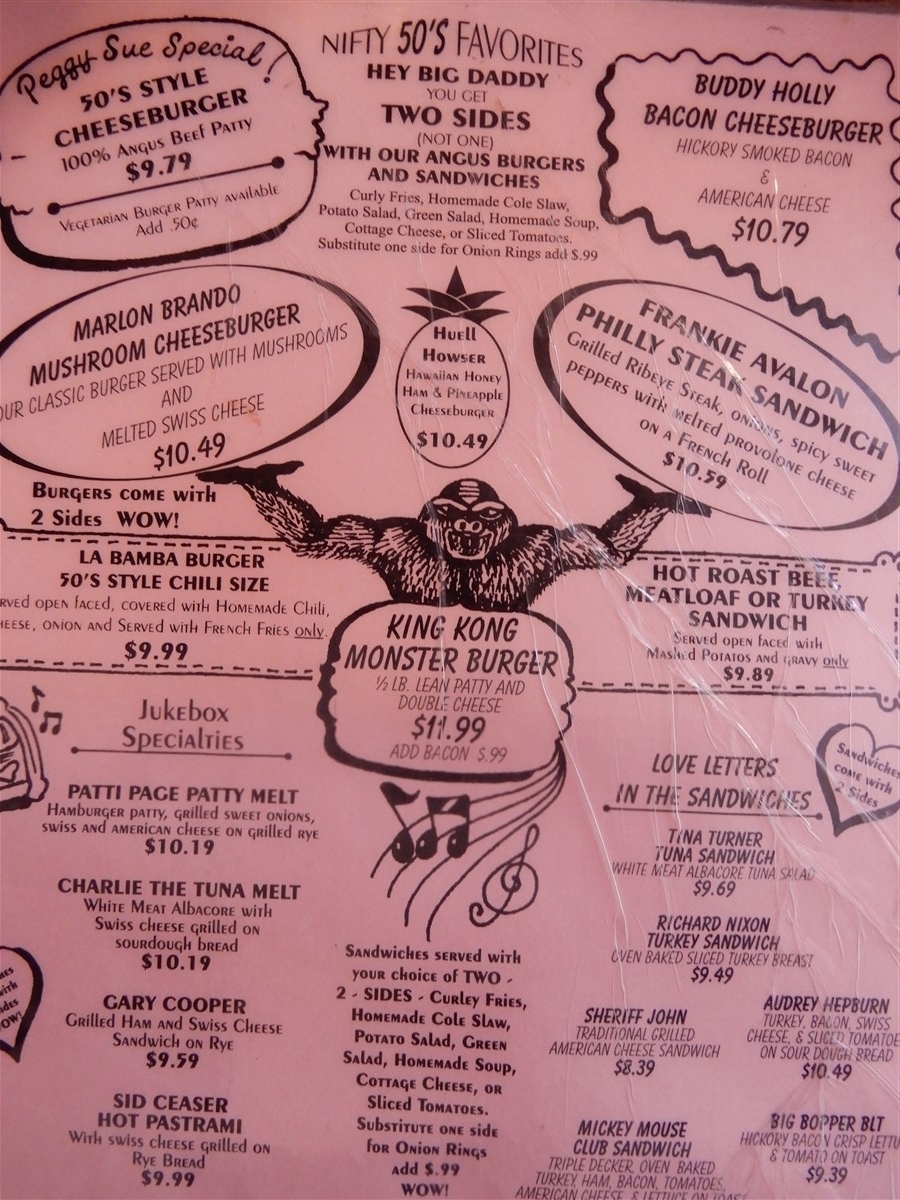 Peggy Sue Special!
50'S STYLE
CHEESEBURGER
100% ANGUS BEEF PATTY
$9.79
VEGETARIAN BURGER PATTY AVAILABLE
ADD .50¢
NIFTY 50'S FAVORITES
HEY BIG DADDY
YOU GET
TWO SIDES
(NOT ONE)
WITH OUR ANGUS BURGERS
AND SANDWICHES
Curly Fries, Homemade Cole Slaw,
Potato Salad, Green Salad, Homemade Soup,
Cottage Cheese, or Sliced Tomatoes.
Substitute one side for Onion Rings add $.99
BUDDY HOLLY
BACON CHEESEBURGER
HICKORY SMOKED BACON
&
AMERICAN CHEESE
$10.79
MARLON BRANDO
MUSHROOM CHEESEBURGER
OUR CLASSIC BURGER SERVED WITH MUSHROOMS
AND
MELTED SWISS CHEESE
$10.49
HUELL
HOWSER
HAWAIIAN HONEY
HAM & PINEAPPLE
CHEESEBURGER
$10.49
FRANKIE AVALON
PHILLY STEAK SANDWICH
GRILLED RIBEYE STEAK, ONIONS, SPICY SWEET
PEPPERS WITH MELTED PROVOLONE CHEESE
ON A FRENCH ROLL
$10.59
BURGERS COME WITH
2 SIDES WOW!
LA BAMBA BURGER
50'S STYLE CHILI SIZE
OPEN FACED, COVERED WITH HOMEMADE CHILI,
ONION AND SERVED WITH FRENCH FRIES ONLY.
$9.99
KING KONG
MONSTER BURGER
½ LB. LEAN PATTY AND
DOUBLE CHEESE
$11.99
ADD BACON $.99
HOT ROAST BEEF,
MEATLOAF OR TURKEY
SANDWICH
SERVED OPEN FACED WITH
MASHED POTATOS AND GRAVY ONLY
$9.89
JUKEBOX
SPECIALTIES
PATTI PAGE PATTY MELT
HAMBURGER PATTY, GRILLED SWEET ONIONS,
SWISS AND AMERICAN CHEESE ON GRILLED RYE
$10.19
CHARLIE THE TUNA MELT
WHITE MEAT ALBACORE WITH
SWISS CHEESE GRILLED ON
SOURDOUGH BREAD
$10.19
GARY COOPER
GRILLED HAM AND SWISS CHEESE
SANDWICH ON RYE
$9.59
SID CEASER
HOT PASTRAMI
WITH SWISS CHEESE GRILLED ON
RYE BREAD
$9.99
SANDWICHES SERVED WITH
YOUR CHOICE OF TWO -
2 - SIDES - CURLEY FRIES,
HOMEMADE COLE SLAW,
POTATO SALAD, GREEN
SALAD, HOMEMADE SOUP,
COTTAGE CHEESE, OR
SLICED TOMATOES.
SUBSTITUTE ONE SIDE
FOR ONION RINGS
ADD $.99
WOW!
LOVE LETTERS
IN THE SANDWICHES
SANDWICHES
COME WITH
2 SIDES
TINA TURNER
TUNA SANDWICH
WHITE MEAT ALBACORE TUNA SALAD
$9.69
RICHARD NIXON
TURKEY SANDWICH
OVEN BAKED SLICED TURKEY BREAST
$9.49
SHERIFF JOHN
TRADITIONAL GRILLED
AMERICAN CHEESE SANDWICH
$8.39
AUDREY HEPBURN
TURKEY, BACON, SWISS
CHEESE, & SLICED TOMATOE
ON SOUR DOUGH BREAD
$10.49
MICKEY MOUSE
CLUB SANDWICH
TRIPLE DECKER, OVEN BAKED
TURKEY, HAM, BACON, TOMATOES,
AMERICAN CHEESE, & LETTUCE ON TOAST
BIG BOPPER BLT
HICKORY BACON CRISP
& TOMATO ON TOAST
$9.39